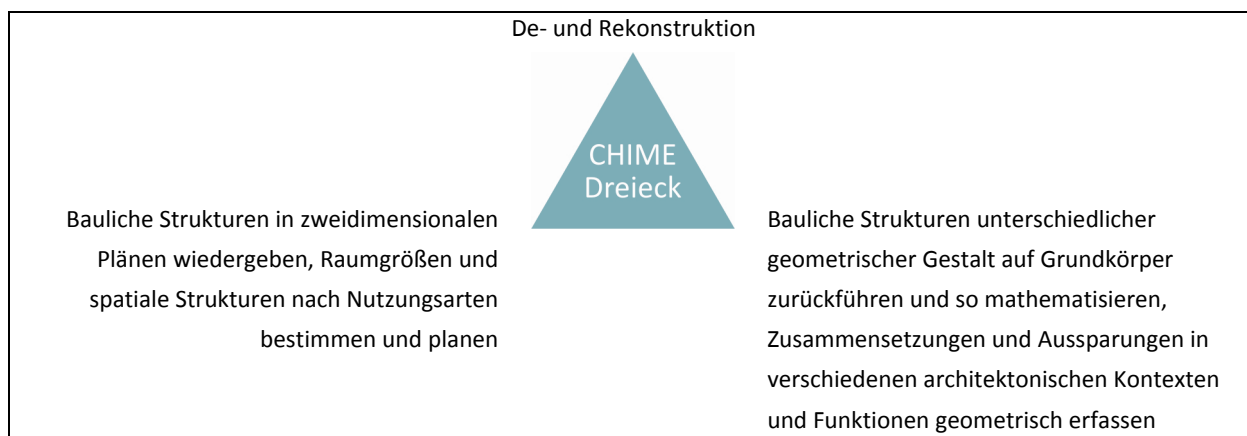 De- und Rekonstruktion
CHIME
Dreieck
Bauliche Strukturen in zweidimensionalen
Plänen wiedergeben, Raumgrößen und
spatiale Strukturen nach Nutzungsarten
bestimmen und planen
Bauliche Strukturen unterschiedlicher
geometrischer Gestalt auf Grundkörper
zurückführen und so mathematisieren,
Zusammensetzungen und Aussparungen in
verschiedenen architektonischen Kontexten
und Funktionen geometrisch erfassen